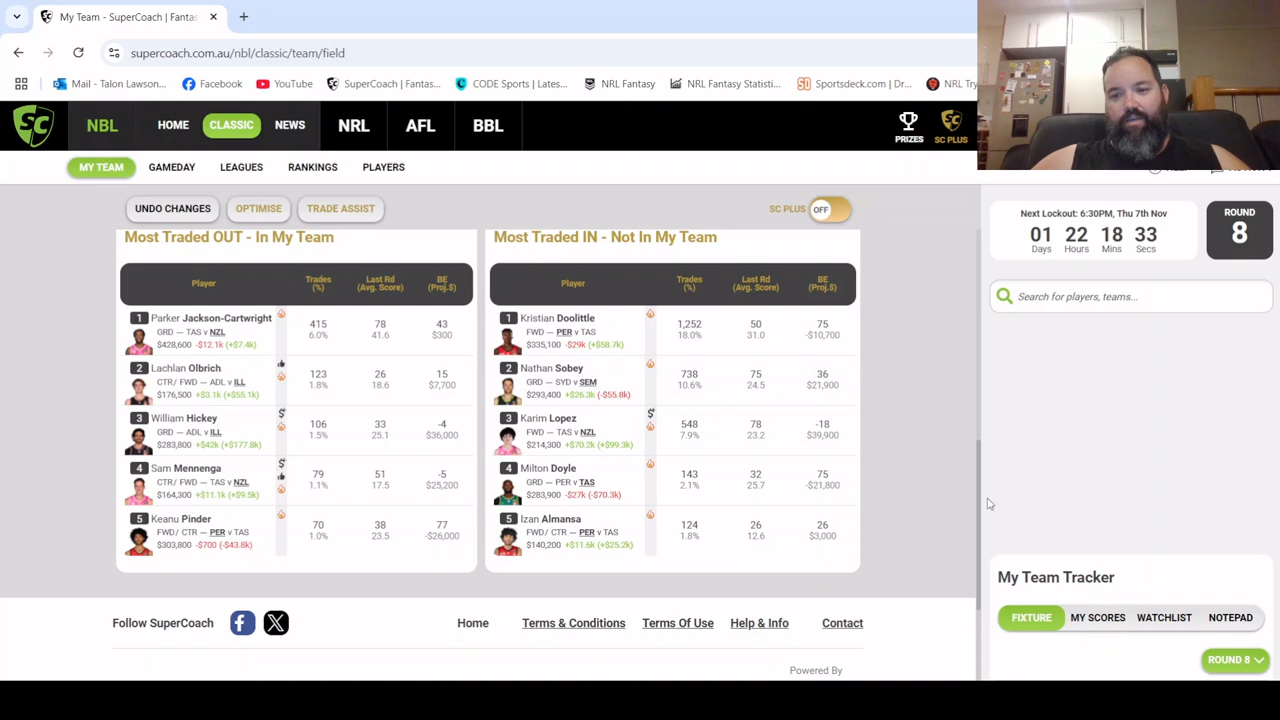 My Team - SuperCoach | Fantas
supercoach.com.au/nbl/classic/team/field
Mail - Talon Lawson...
Facebook
YouTube
SuperCoach | Fantas...
CODE Sports | Lates...
NRL Fantasy
NRL Fantasy Statisti...
Sportsdeck.com | Dr...
NRL Try
SC
NBL
HOME
CLASSIC
NEWS
NRL
AFL
BBL
PRIZES
SC PLUS
MY TEAM
GAMEDAY
LEAGUES
RANKINGS
PLAYERS
UNDO CHANGES
OPTIMISE
TRADE ASSIST
SC PLUS
OFF
Most Traded OUT - In My Team
Player
Trades (%)
Last Rd (Avg. Score)
BE (Proj.$)
1 Parker Jackson-Cartwright
GRD — TAS v NZL
$428,600 -$12.1k (+$7.4k)
415 78 43
6.0% 41.6 $300
2 Lachlan Olbrich
CTR/ FWD — ADL v ILL
$176,500 +$3.1k (+$55.1k)
123 26 15
1.8% 18.6 $7,700
3 William Hickey
GRD — ADL v ILL
$283,800 +$42k (+$177.8k)
106 33 -4
1.5% 25.1 $36,000
4 Sam Mennenga
CTR/ FWD — TAS v NZL
$164,300 +$11.1k (+$9.5k)
79 51 -5
1.1% 17.5 $25,200
5 Keanu Pinder
FWD/ CTR — PER v TAS
$303,800 -$700 (-$43.8k)
70 38 77
1.0% 23.5 -$26,000
Most Traded IN - Not In My Team
Player
Trades (%)
Last Rd (Avg. Score)
BE (Proj.$)
1 Kristian Doolittle
FWD — PER v TAS
$335,100 -$29k (+$58.7k)
1,252 50 75
18.0% 31.0 -$10,700
2 Nathan Sobey
GRD — SYD v SEM
$293,400 +$26.3k (-$55.8k)
738 75 36
10.6% 24.5 $21,900
3 Karim Lopez
FWD — TAS v NZL
$214,300 +$70.2k (+$99.3k)
548 78 -18
7.9% 23.2 $39,900
4 Milton Doyle
GRD — PER v TAS
$283,900 -$27k (-$70.3k)
143 32 75
2.1% 25.7 -$21,800
5 Izan Almansa
FWD/ CTR — PER v TAS
$140,200 +$11.6k (+$25.2k)
124 26 26
1.8% 12.6 $3,000
Follow SuperCoach
Home
Terms & Conditions
Terms Of Use
Help & Info
Contact
Powered By
Next Lockout: 6:30PM, Thu 7th Nov
01 22 18 33
Days Hours Mins Secs
ROUND
8
Search for players, teams...
My Team Tracker
FIXTURE
MY SCORES
WATCHLIST
NOTEPAD
ROUND 8